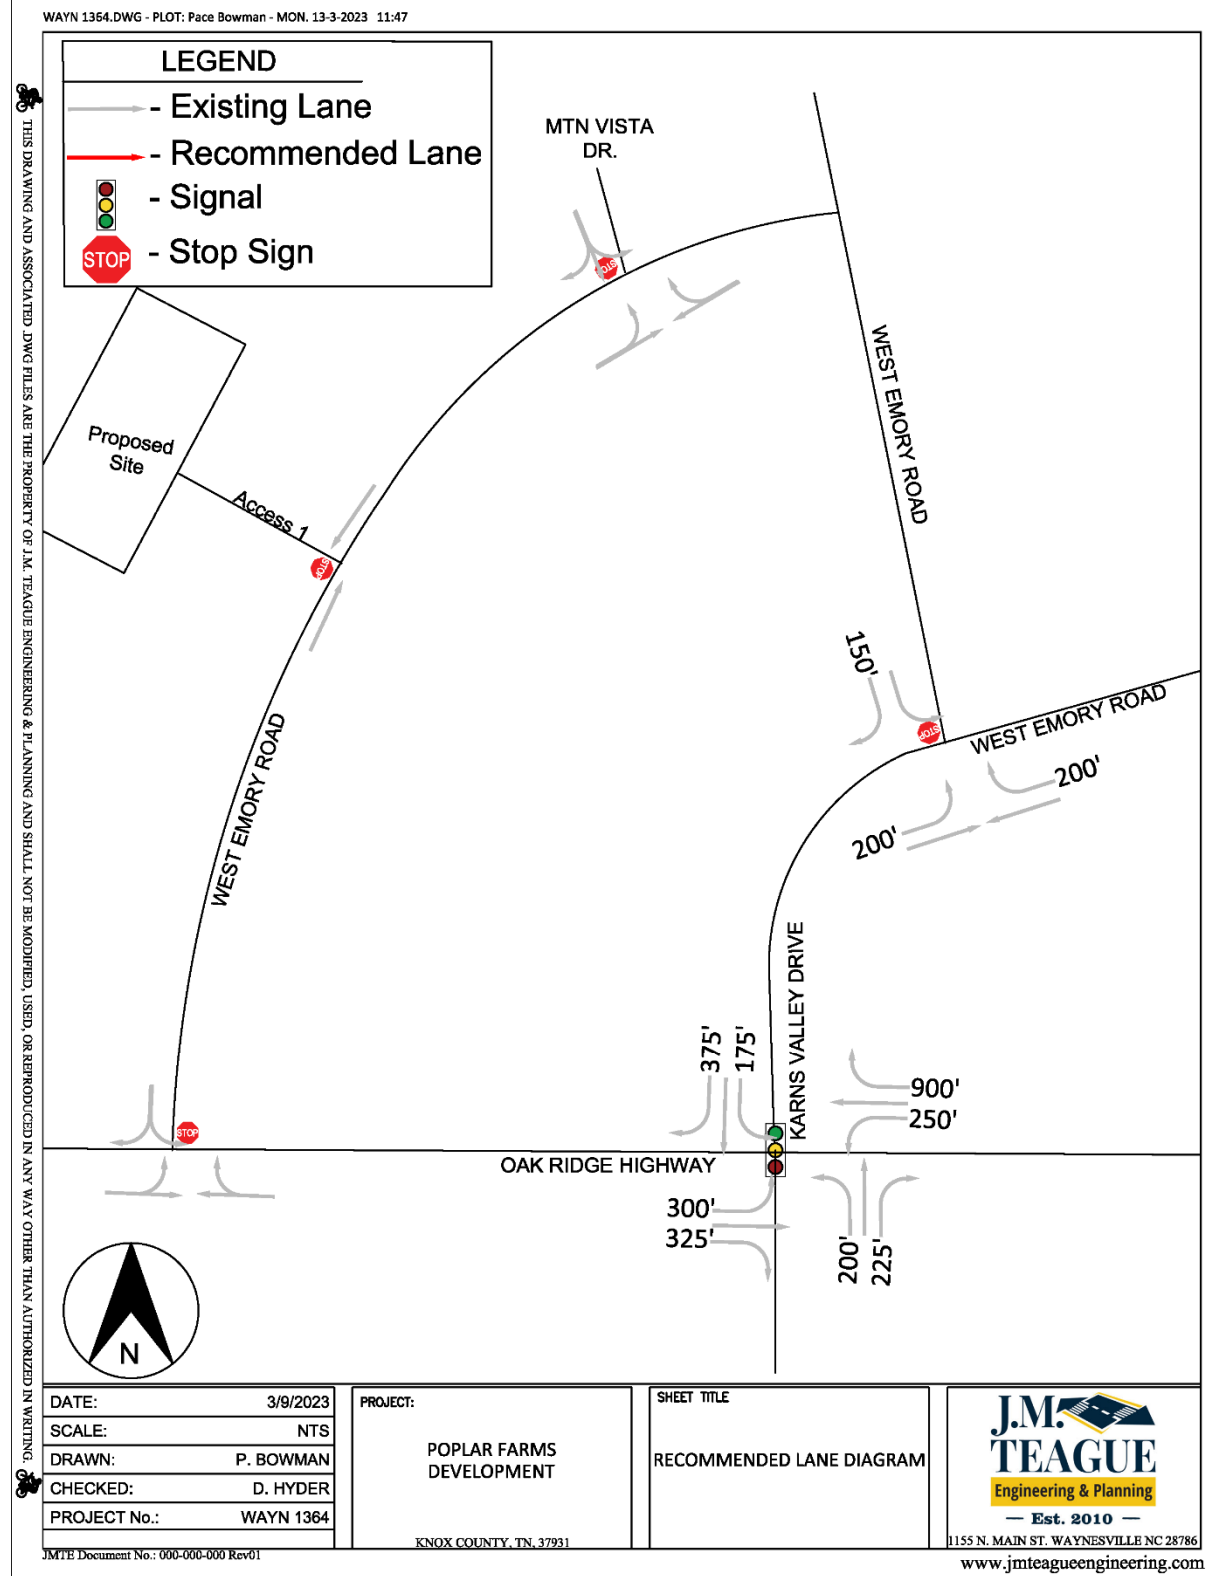 WAYN 1364.DWG - PLOT: Pace Bowman - MON. 13-3-2023 11:47
LEGEND
- Existing Lane
- Recommended Lane
- Signal
STOP - Stop Sign
THIS DRAWING AND ASSOCIATED .DWG FILES ARE THE PROPERTY OF J.M. TEAGUE ENGINEERING & PLANNING AND SHALL NOT BE MODIFIED, USED, OR REPRODUCED IN ANY WAY OTHER THAN AUTHORIZED IN WRITING.
MTN VISTA
DR.
STOP
Proposed
Site
Access 1
STOP
WEST EMORY ROAD
150'
STOP
WEST EMORY ROAD
200'
200'
WEST EMORY ROAD
KARNS VALLEY DRIVE
375'
175'
900'
250'
STOP
OAK RIDGE HIGHWAY
300'
325'
200'
225'
N
DATE: 3/9/2023
SCALE: NTS
DRAWN: P. BOWMAN
CHECKED: D. HYDER
PROJECT No.: WAYN 1364
PROJECT:
POPLAR FARMS
DEVELOPMENT
KNOX COUNTY, TN, 37931
SHEET TITLE
RECOMMENDED LANE DIAGRAM
J.M.
TEAGUE
Engineering & Planning
— Est. 2010 —
1155 N. MAIN ST. WAYNESVILLE NC 28786
JMTE Document No.: 000-000-000 Rev01
www.jmteagueengineering.com